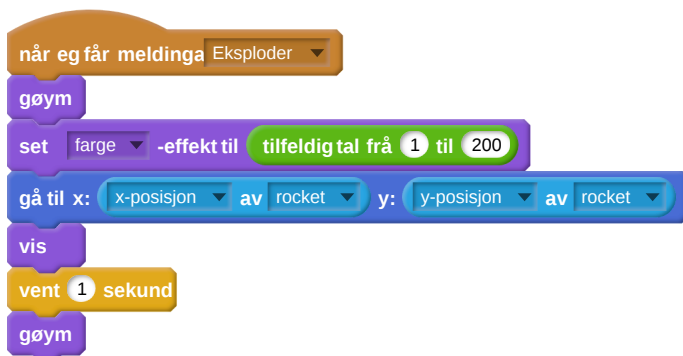 når eg får meldinga Eksploder
gøym
set farge -effekt til tilfeldig tal frå 1 til 200
gå til x: x-posisjon av rocket y: y-posisjon av rocket
vis
vent 1 sekund
gøym